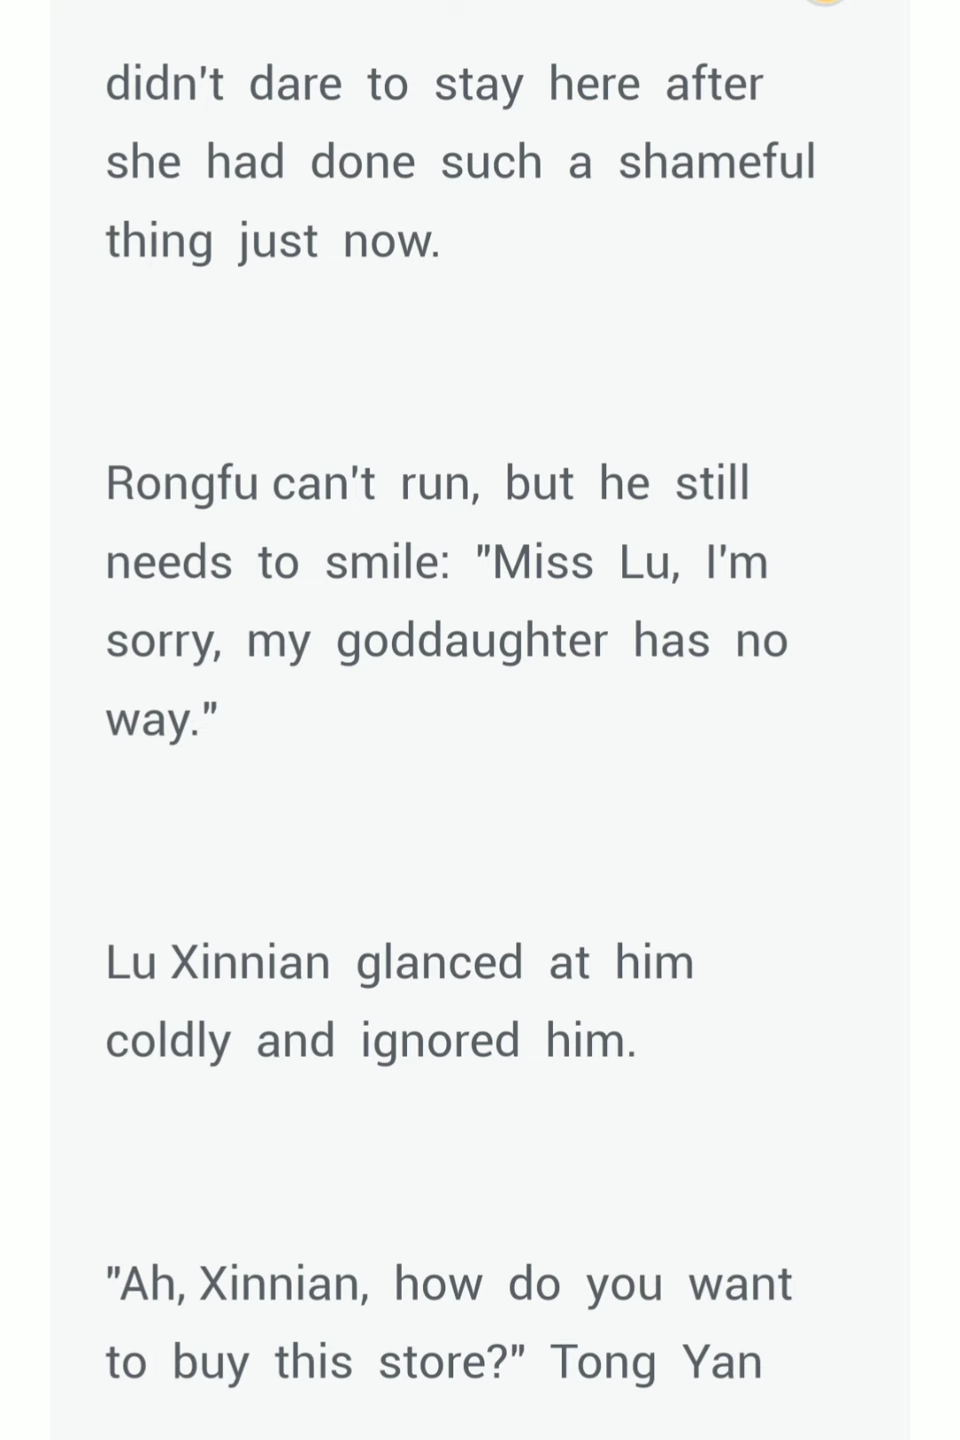 didn't dare to stay here after
she had done such a shameful
thing just now.
Rongfu can't run, but he still
needs to smile: "Miss Lu, I'm
sorry, my goddaughter has no
way."
Lu Xinnian glanced at him
coldly and ignored him.
"Ah, Xinnian, how do you want
to buy this store?" Tong Yan